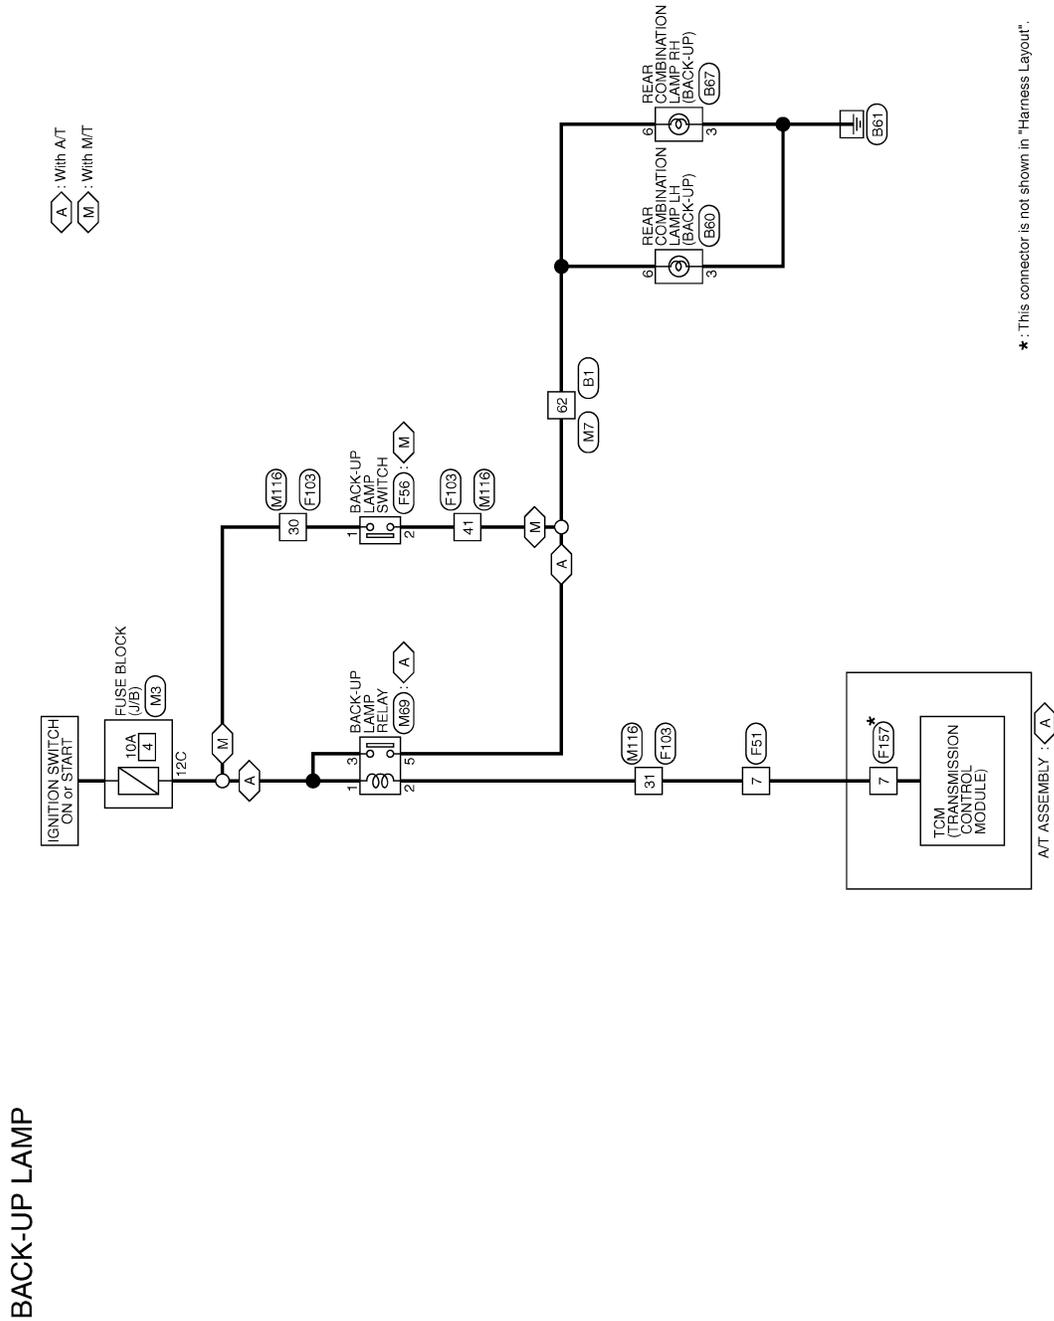 BACK-UP LAMP
A : With A/T
M : With M/T
IGNITION SWITCH
ON or START
FUSE BLOCK
(J/B)
M3
10A
4
12C
M
A
M116
F103
30
BACK-UP
LAMP
SWITCH
F56 : M
1
2
F103
M116
41
M
A
BACK-UP
LAMP
RELAY
M69 : A
1
3
2
5
62
M7
B1
REAR
COMBINATION
LAMP LH
(BACK-UP)
B60
6
3
REAR
COMBINATION
LAMP RH
(BACK-UP)
B67
6
3
B61
M116
F103
31
F51
7
F157
*
7
TCM
(TRANSMISSION
CONTROL
MODULE)
A/T ASSEMBLY : A
* : This connector is not shown in "Harness Layout".